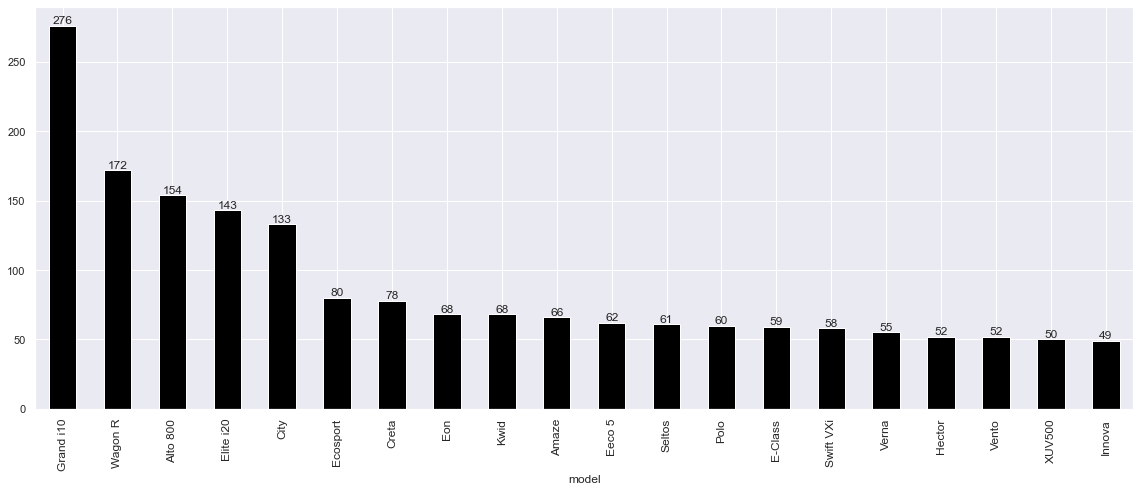 276
172
154
143
133
80
78
68
68
66
62
61
60
59
58
55
52
52
50
49
250
200
150
100
50
0
Grand i10
Wagon R
Alto 800
Elite i20
City
Ecosport
Creta
Eon
Kwid
Amaze
Eeco 5
Seltos
Polo
E-Class
Swift VXi
Verna
Hector
Vento
XUV500
Innova
model